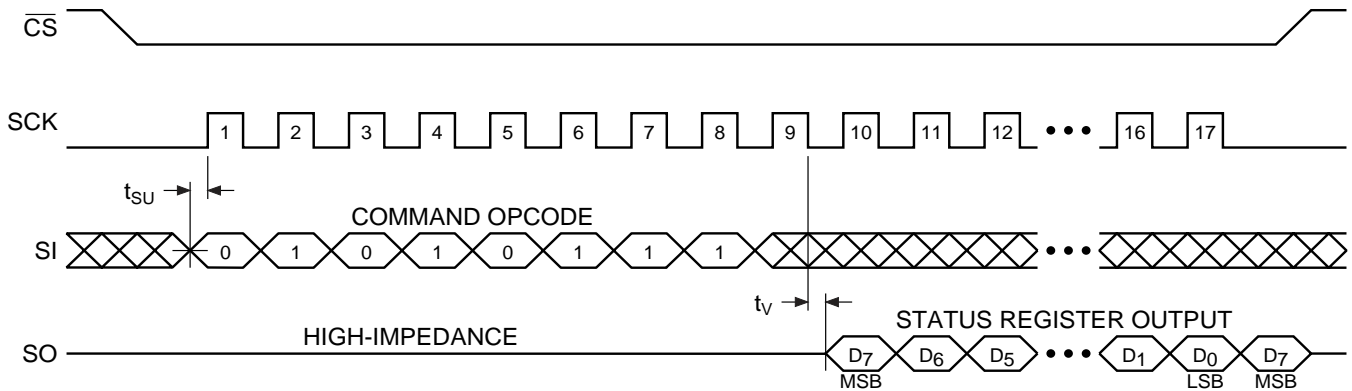 CS
SCK
1 2 3 4 5 6 7 8 9 10 11 12 ••• 16 17
tSU
COMMAND OPCODE
SI
0 1 0 1 0 1 1 1 •••
tV
HIGH-IMPEDANCE
STATUS REGISTER OUTPUT
SO
D7 D6 D5 ••• D1 D0 D7
MSB LSB MSB